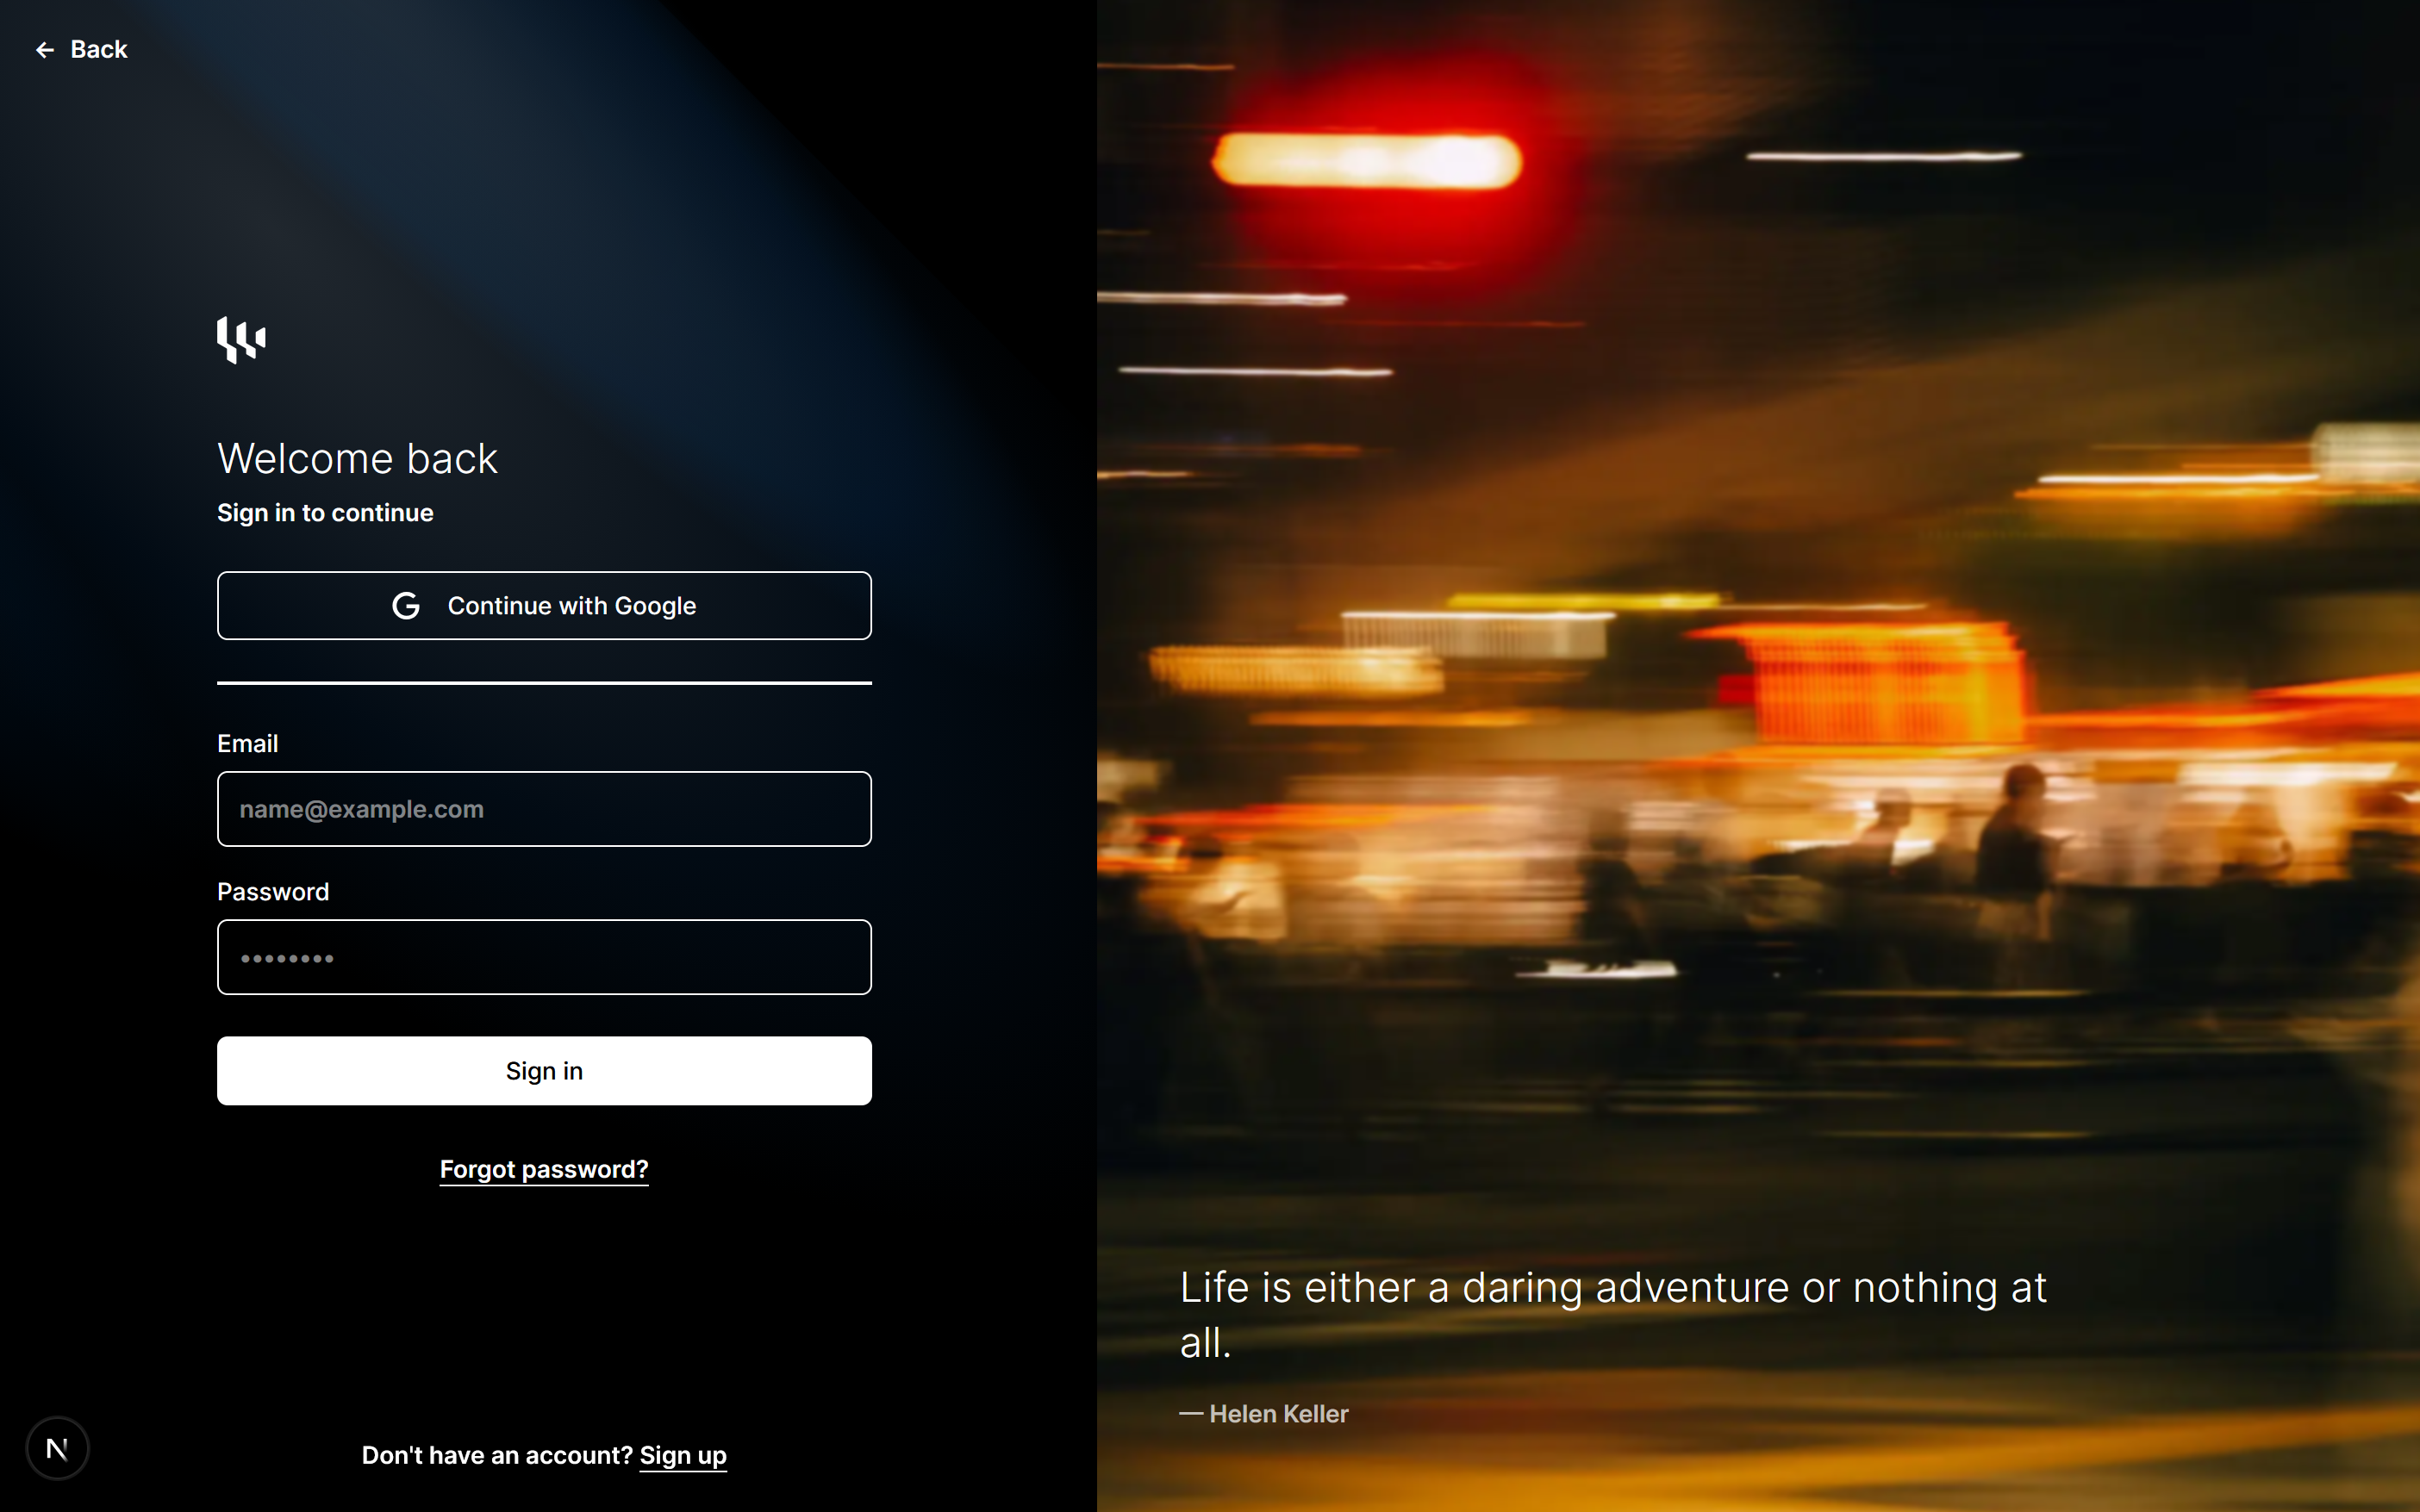 ← Back
Welcome back
Sign in to continue
Continue with Google
Email
name@example.com
Password
••••••••
Sign in
Forgot password?
Don't have an account? Sign up
Life is either a daring adventure or nothing at
all.
— Helen Keller